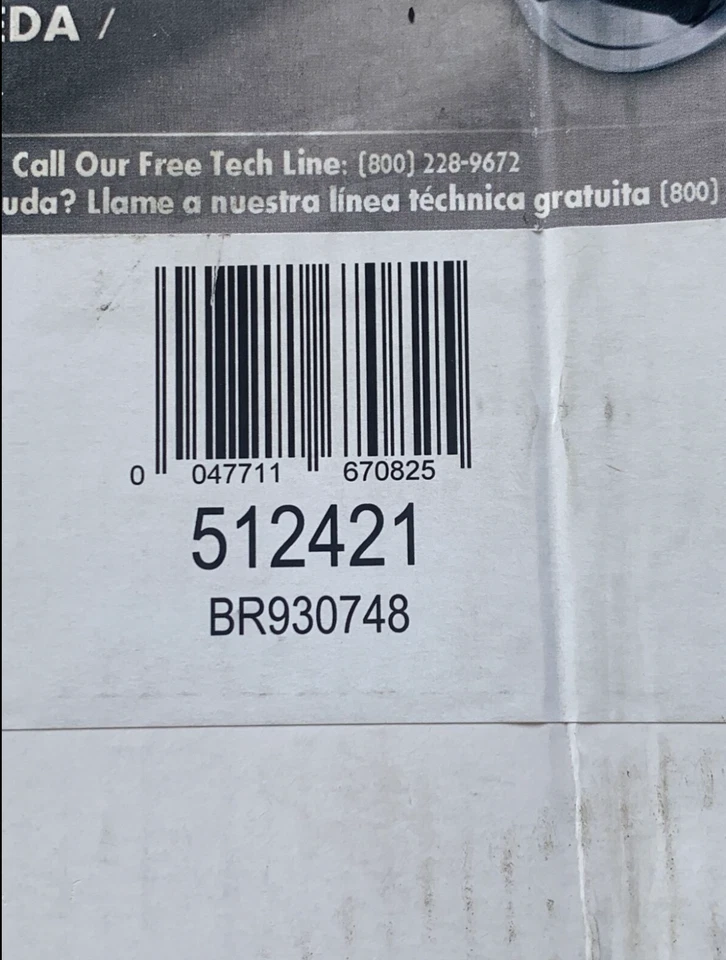 EDA /
Call Our Free Tech Line: (800) 228-9672
uda? Llame a nuestra línea téchnica gratuita (800)
0 047711 670825
512421
BR930748